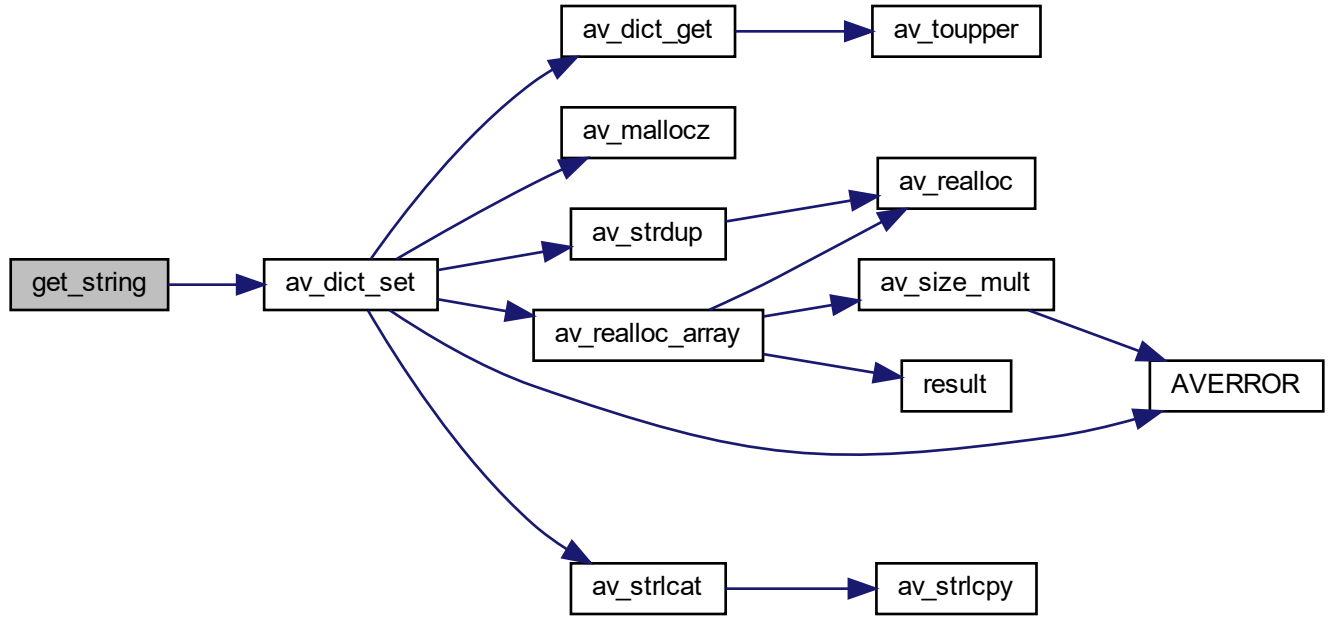 av_dict_get
av_toupper
av_mallocz
av_realloc
av_strdup
get_string
av_dict_set
av_size_mult
av_realloc_array
result
AVERROR
av_strlcat
av_strlcpy